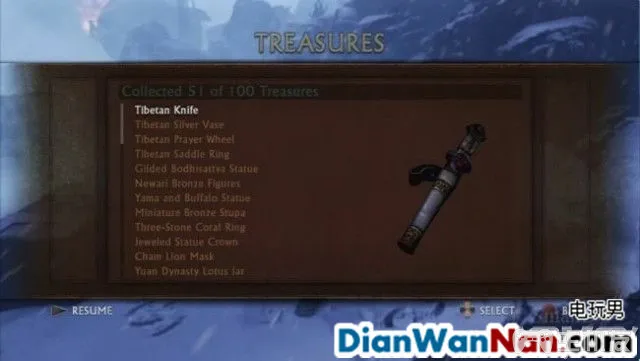 TREASURES
Collected 51 of 100 Treasures
Tibetan Knife
Tibetan Silver Vase
Tibetan Prayer Wheel
Tibetan Saddle Ring
Gilded Bodhisattva Statue
Newari Bronze Figures
Yama and Buffalo Statue
Miniature Bronze Stupa
Three-Stone Coral Ring
Jeweled Statue Crown
Cham Lion Mask
Yuan Dynasty Lotus Jar
RESUME
SELECT
电玩男
DianWanNan.com